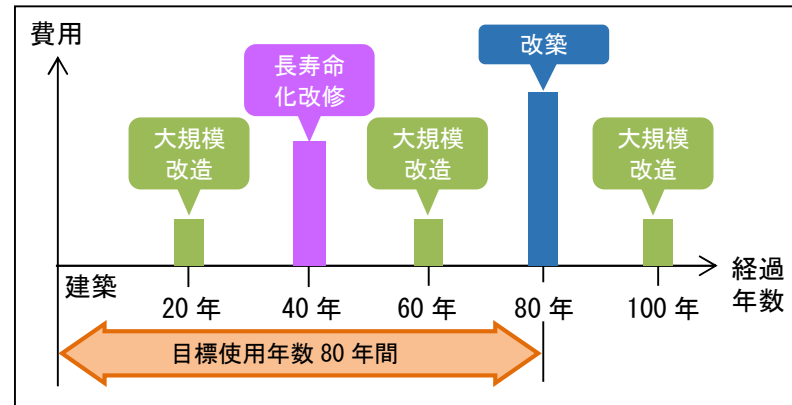 費用
大規模
改造
長寿命
化改修
大規模
改造
改築
大規模
改造
建築
20 年
40 年
60 年
80 年
100 年
経過
年数
目標使用年数 80 年間